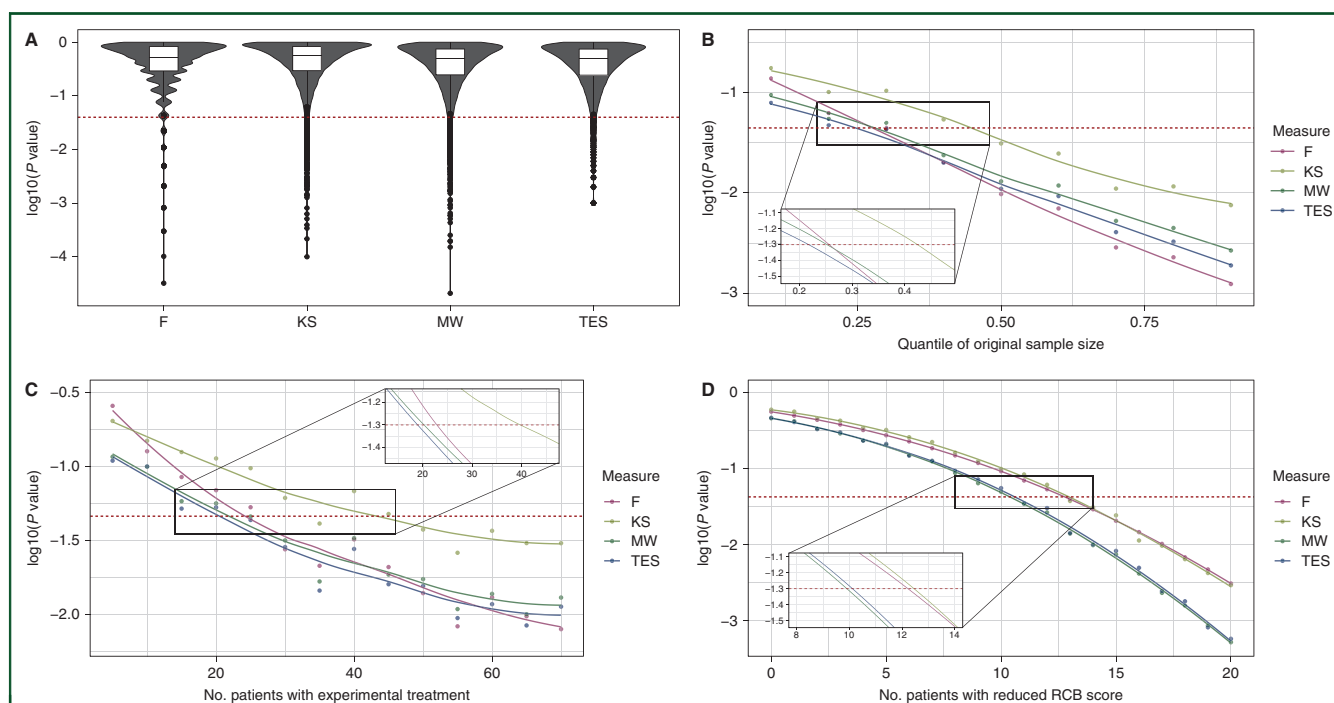 A
log10(P value)
0
−1
−2
−3
−4
F KS MW TES
B
log10(P value)
−1
−2
−3
−1.1
−1.2
−1.3
−1.4
−1.5
0.2 0.3 0.4
0.25 0.50 0.75
Quantile of original sample size
Measure
F
KS
MW
TES
C
log10(P value)
−0.5
−1.0
−1.5
−2.0
−1.2
−1.3
−1.4
20 30 40
20 40 60
No. patients with experimental treatment
Measure
F
KS
MW
TES
D
log10(P value)
0
−1
−2
−3
−1.1
−1.2
−1.3
−1.4
−1.5
8 10 12 14
0 5 10 15 20
No. patients with reduced RCB score
Measure
F
KS
MW
TES